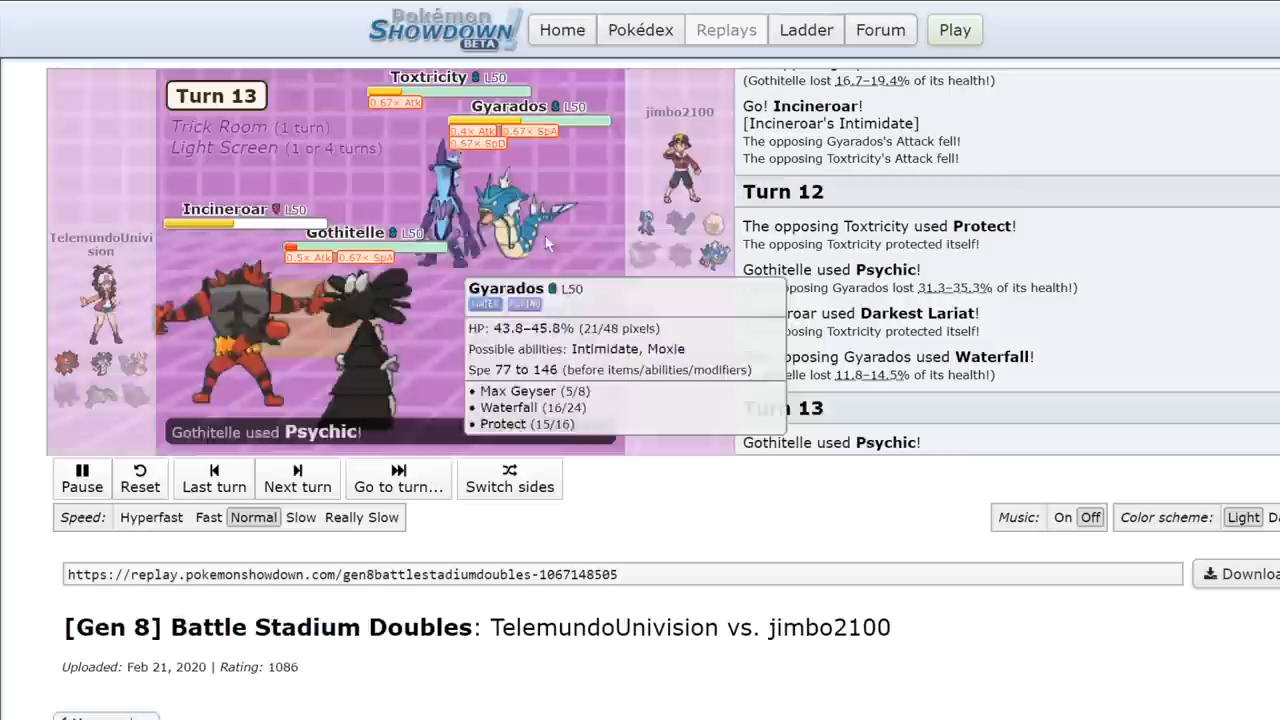 Pokémon
SHOWDOWN!
BETA
Home
Pokédex
Replays
Ladder
Forum
Play
Turn 13
Trick Room (1 turn)
Light Screen (1 or 4 turns)
Toxtricity L50
0.67× Atk
Gyarados L50
0.4× Atk 0.67× SpA
0.67× SpD
Incineroar L50
Gothitelle L50
0.5× Atk 0.67× SpA
TelemundoUnivi
sion
jimbo2100
Gyarados L50
WATER FLYING
HP: 43.8–45.8% (21/48 pixels)
Possible abilities: Intimidate, Moxie
Spe 77 to 146 (before items/abilities/modifiers)
• Max Geyser (5/8)
• Waterfall (16/24)
• Protect (15/16)
Gothitelle used Psychic!
(Gothitelle lost 16.7–19.4% of its health!)
Go! Incineroar!
[Incineroar's Intimidate]
The opposing Gyarados's Attack fell!
The opposing Toxtricity's Attack fell!
Turn 12
The opposing Toxtricity used Protect!
The opposing Toxtricity protected itself!
Gothitelle used Psychic!
opposing Gyarados lost 31.3–35.3% of its health!)
roar used Darkest Lariat!
opposing Toxtricity protected itself!
opposing Gyarados used Waterfall!
lost 11.8–14.5% of its health!)
Turn 13
Gothitelle used Psychic!
Pause
Reset
Last turn
Next turn
Go to turn...
Switch sides
Speed: Hyperfast Fast Normal Slow Really Slow
Music: On Off
Color scheme: Light
https://replay.pokemonshowdown.com/gen8battlestadiumdoubles-1067148505
Downloa
[Gen 8] Battle Stadium Doubles: TelemundoUnivision vs. jimbo2100
Uploaded: Feb 21, 2020 | Rating: 1086